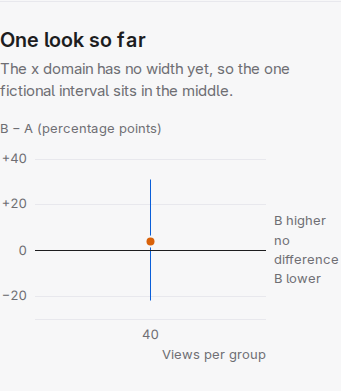 One look so far
The x domain has no width yet, so the one
fictional interval sits in the middle.
B − A (percentage points)
+40
+20
0
−20
B higher
no
difference
B lower
40
Views per group